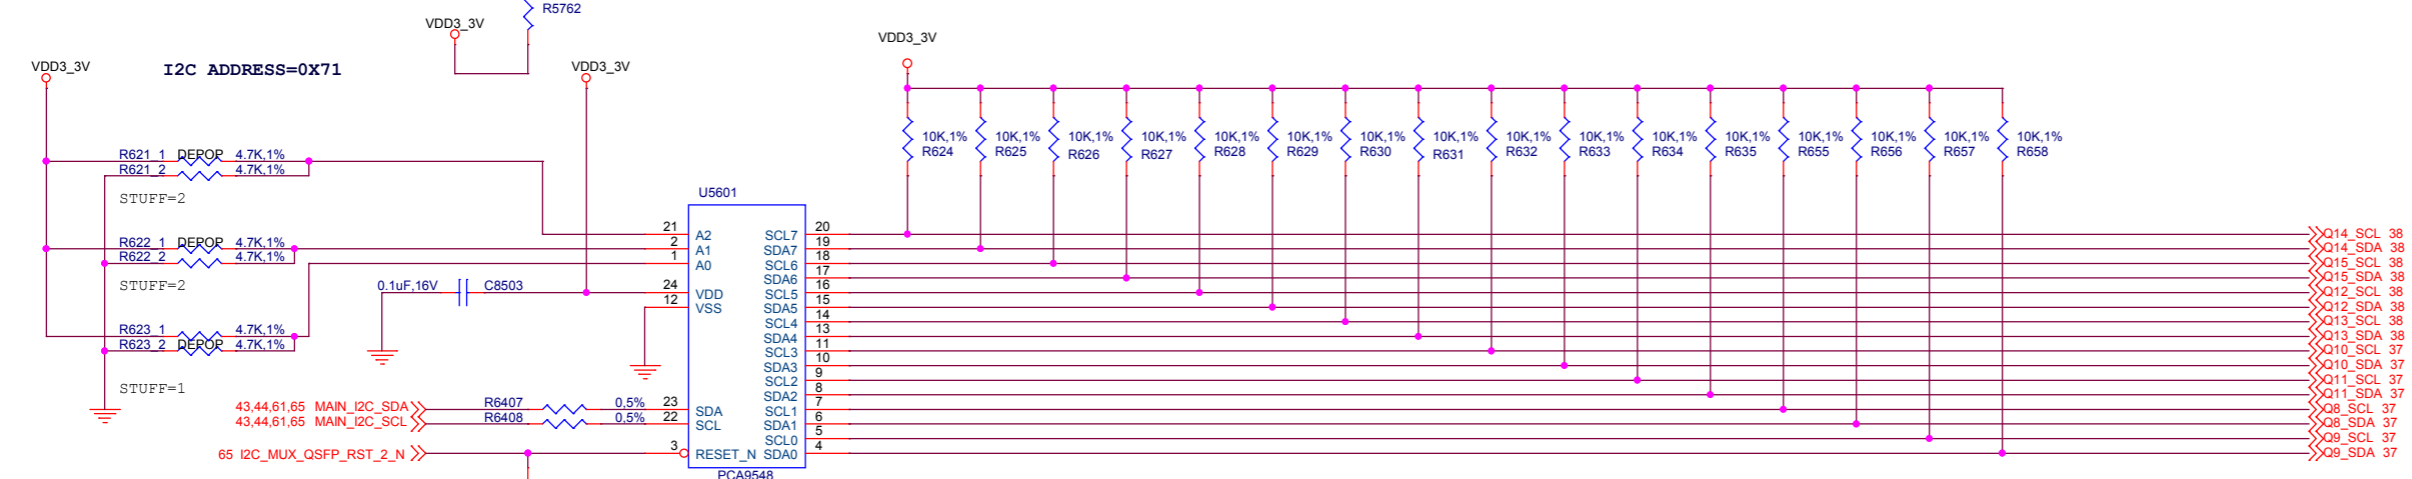 R5762
VDD3_3V
VDD3_3V
I2C ADDRESS=0X71
VDD3_3V
VDD3_3V
10K,1% 10K,1% 10K,1% 10K,1% 10K,1% 10K,1% 10K,1% 10K,1% 10K,1% 10K,1% 10K,1% 10K,1% 10K,1% 10K,1% 10K,1% 10K,1%
R624 R625 R626 R627 R628 R629 R630 R631 R632 R633 R634 R635 R655 R656 R657 R658
R621_1 DEPOP 4.7K,1%
R621_2 4.7K,1%
STUFF=2
R622_1 DEPOP 4.7K,1%
R622_2 4.7K,1%
STUFF=2
R623_1 4.7K,1%
R623_2 DEPOP 4.7K,1%
STUFF=1
0.1uF,16V C8503
43,44,61,65 MAIN_I2C_SDA R6407 0,5%
43,44,61,65 MAIN_I2C_SCL R6408 0,5%
65 I2C_MUX_QSFP_RST_2_N
U5601
21 A2
2 A1
1 A0
24 VDD
12 VSS
23 SDA
22 SCL
3 RESET_N
SCL7 20
SDA7 19
SCL6 18
SDA6 17
SCL5 16
SDA5 15
SCL4 14
SDA4 13
SCL3 11
SDA3 10
SCL2 9
SDA2 8
SCL1 7
SDA1 6
SCL0 5
SDA0 4
PCA9548
Q14_SCL 38
Q14_SDA 38
Q15_SCL 38
Q15_SDA 38
Q12_SCL 38
Q12_SDA 38
Q13_SCL 38
Q13_SDA 38
Q10_SCL 37
Q10_SDA 37
Q11_SCL 37
Q11_SDA 37
Q8_SCL 37
Q8_SDA 37
Q9_SCL 37
Q9_SDA 37